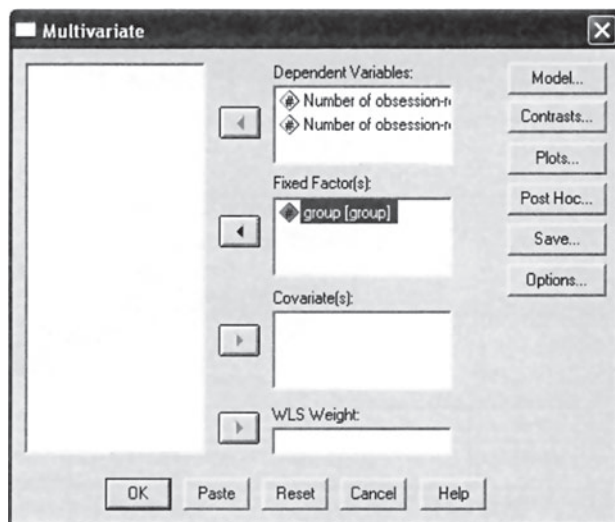 Multivariate
Dependent Variables:
Number of obsession-r
Number of obsession-r
Fixed Factor(s):
group [group]
Covariate(s):
WLS Weight:
Model...
Contrasts...
Plots...
Post Hoc...
Save...
Options...
OK
Paste
Reset
Cancel
Help